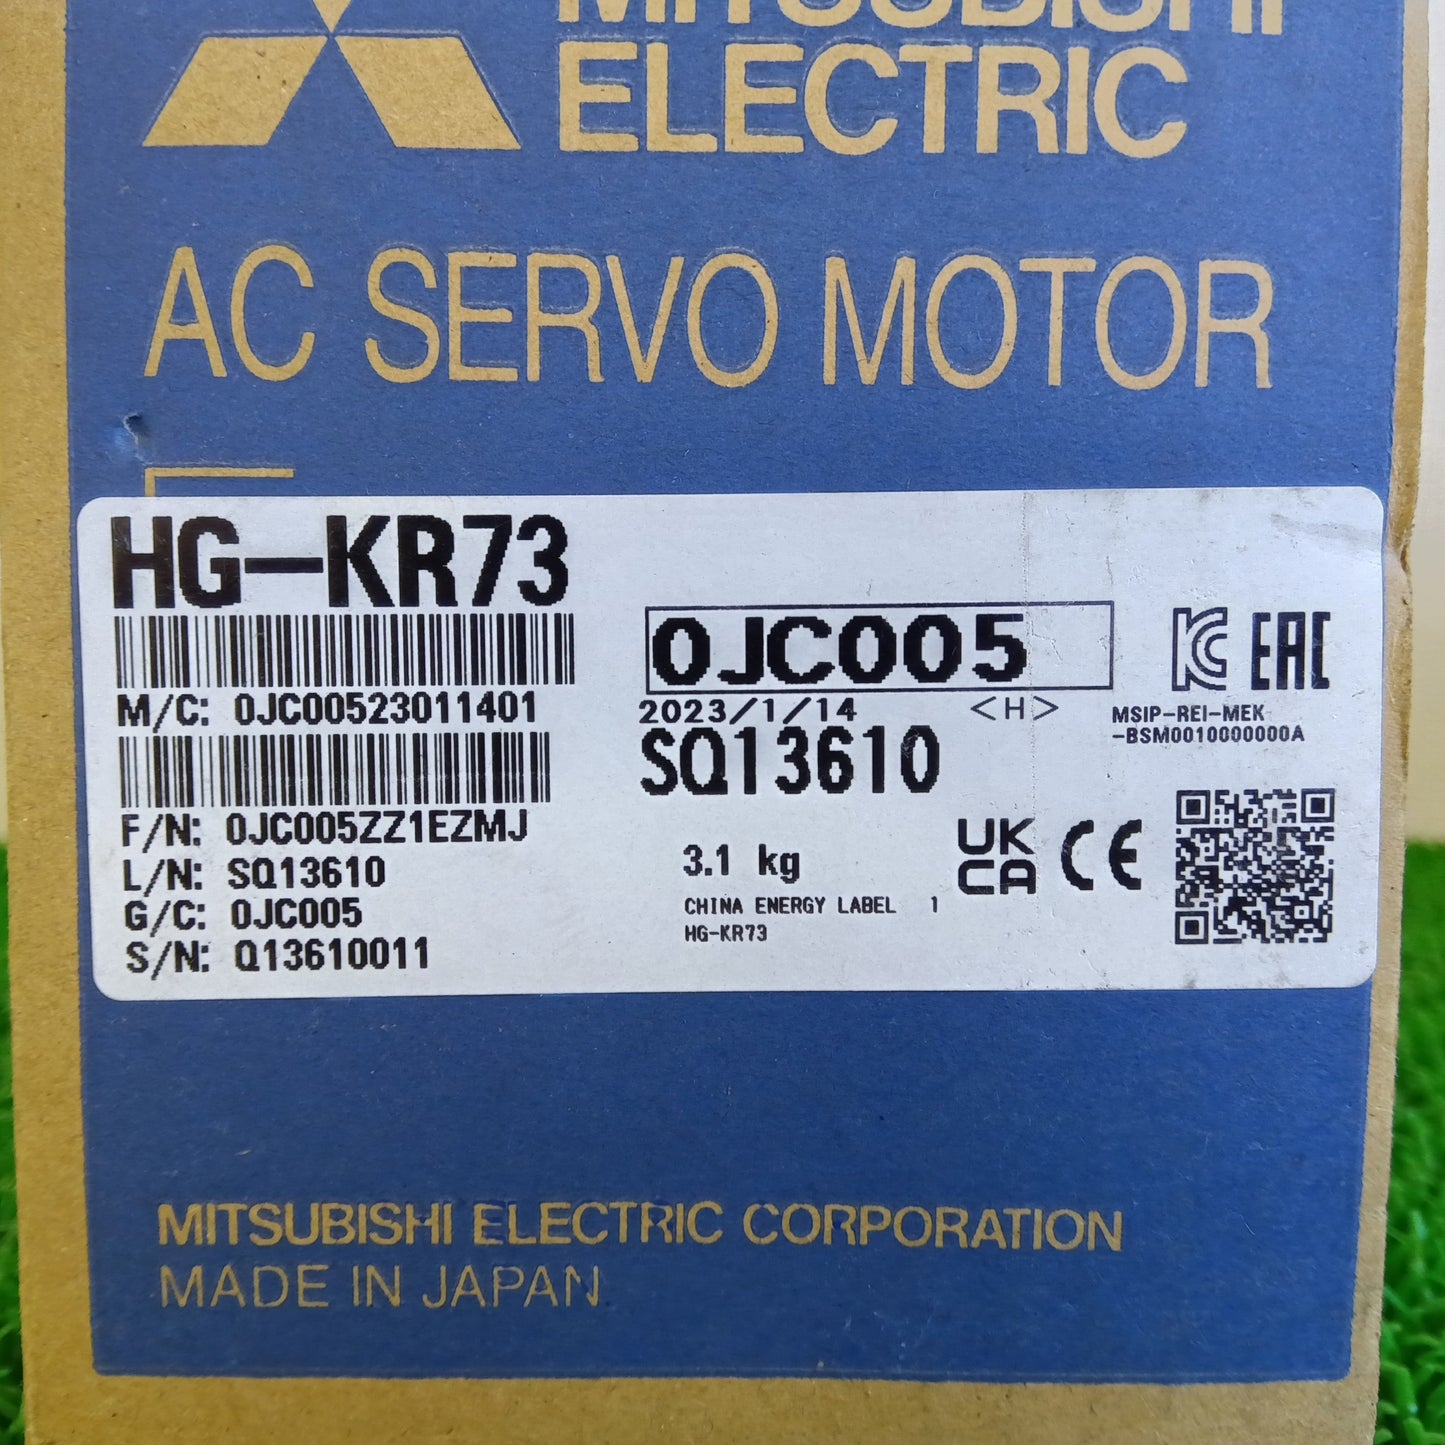 MITSUBISHI
ELECTRIC
AC SERVO MOTOR
HG-KR73
M/C: 0JC00523011401
F/N: 0JC005ZZ1EZMJ
L/N: SQ13610
G/C: 0JC005
S/N: Q13610011
0JC005
2023/1/14 <H>
SQ13610
3.1 kg
CHINA ENERGY LABEL 1
HG-KR73
KC EAC
MSIP-REI-MEK
-BSM0010000000A
UK
CA CE
MITSUBISHI ELECTRIC CORPORATION
MADE IN JAPAN